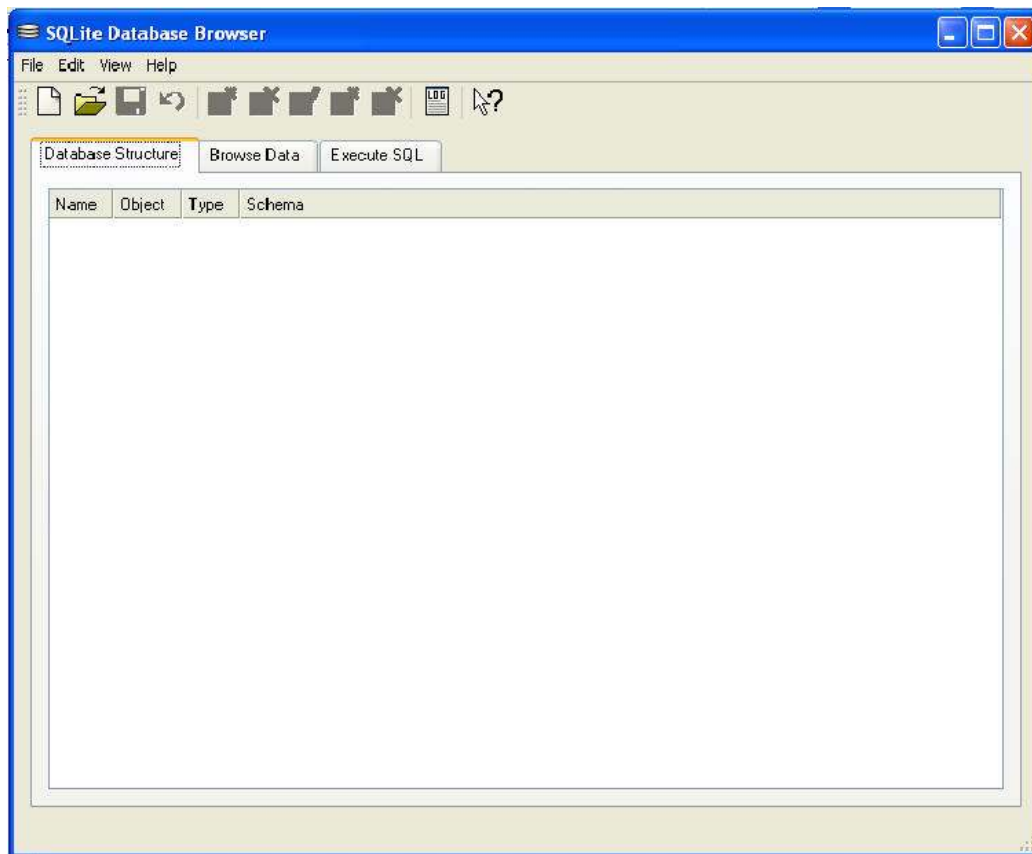 SQLite Database Browser
File Edit View Help
LOG
Database Structure Browse Data Execute SQL
Name Object Type Schema